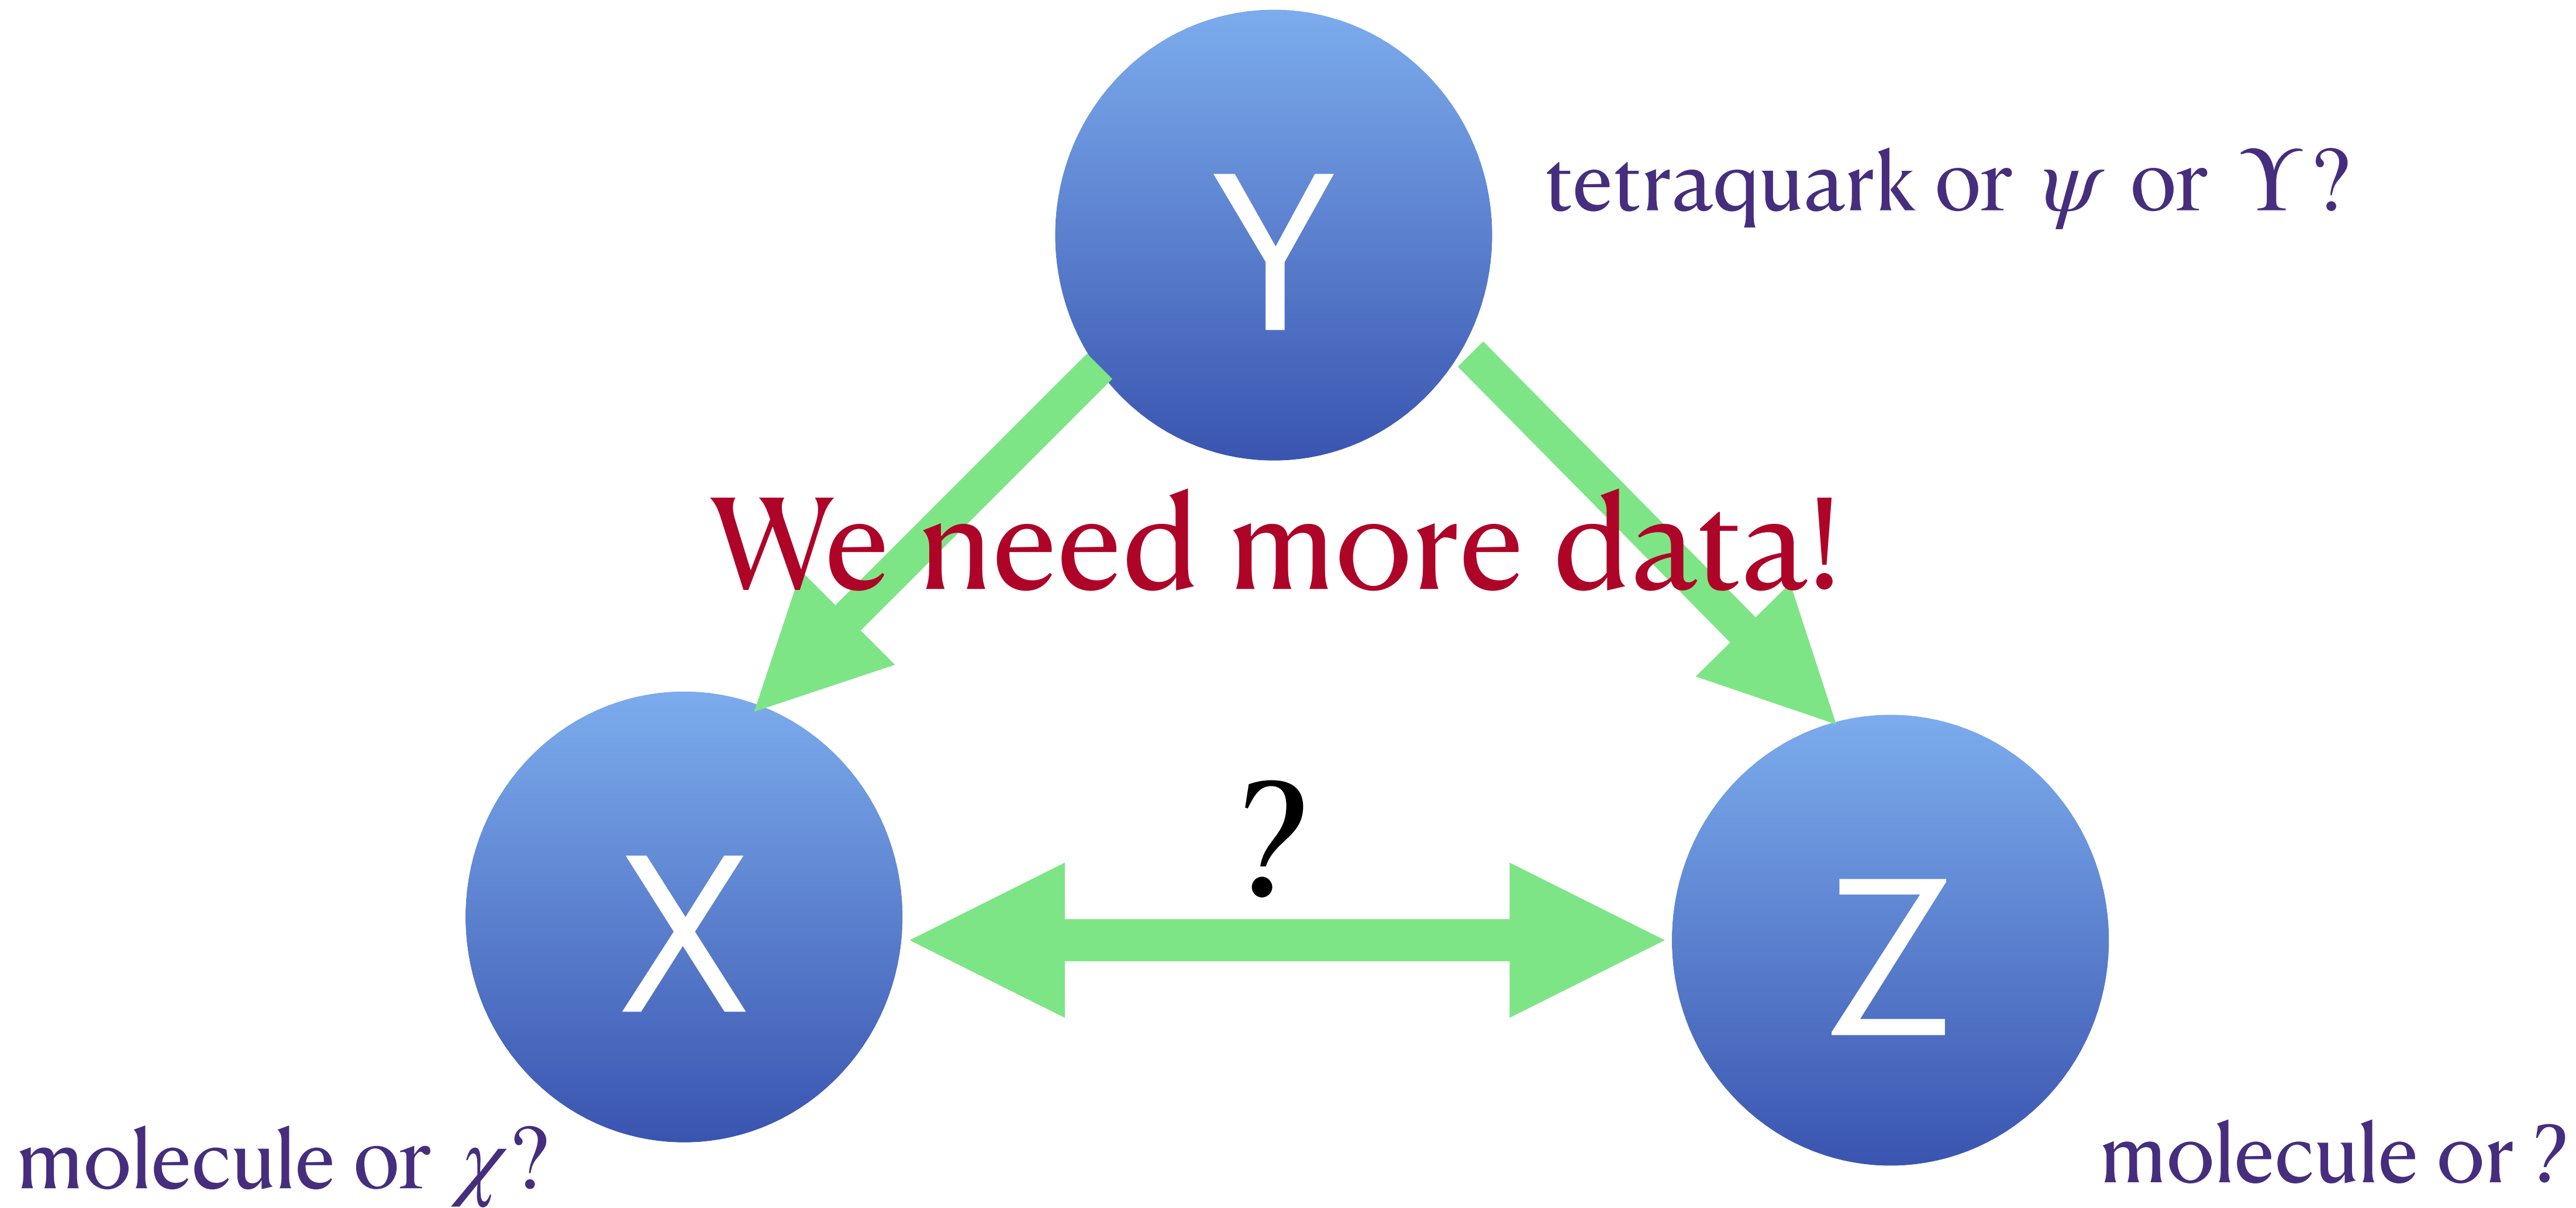 Y
tetraquark or ψ or ϒ?
We need more data!
?
X
Z
molecule or χ?
molecule or ?